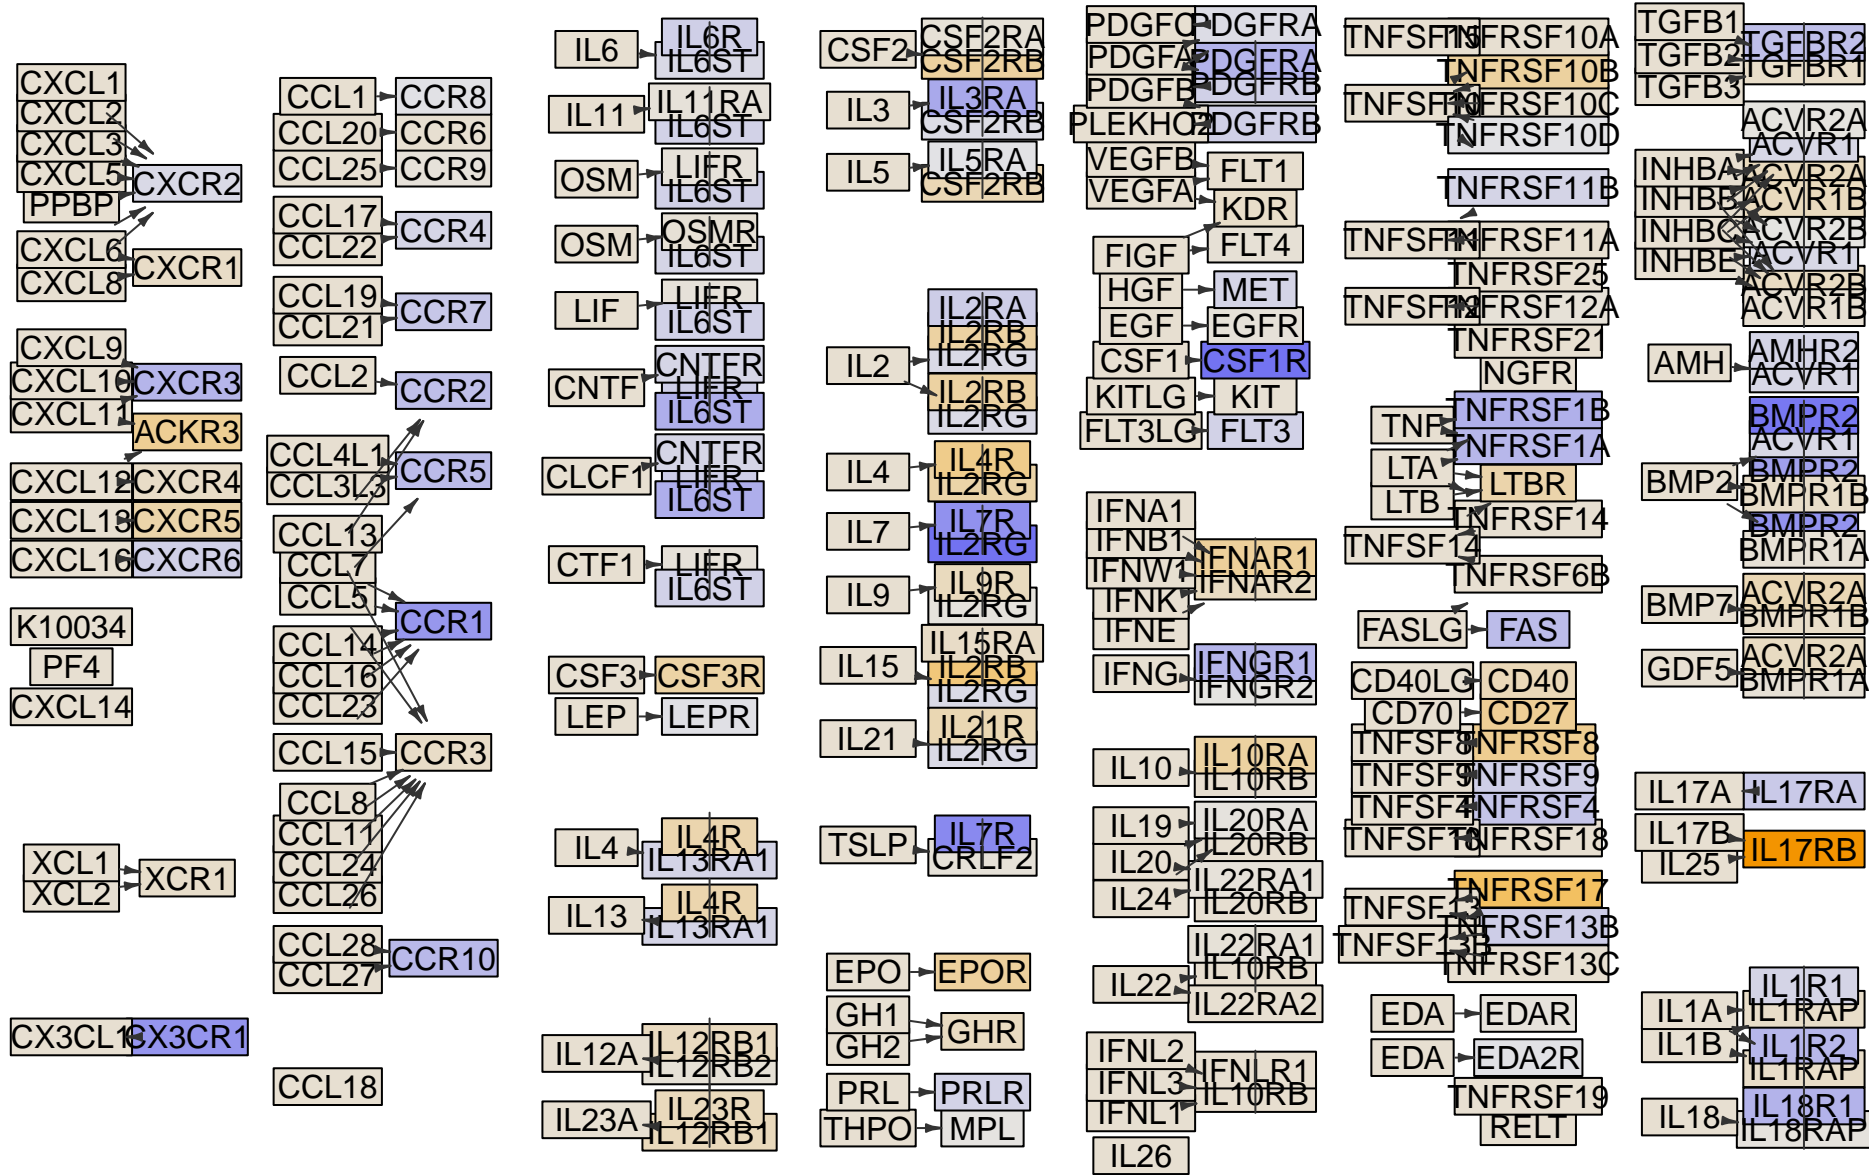 CXCL1
CXCL2
CXCL3
CXCL5
PPBP
CXCR2
CXCL6
CXCL8
CXCR1
CXCL9
CXCL10
CXCL11
CXCR3
ACKR3
CXCL12
CXCR4
CXCL13
CXCR5
CXCL16
CXCR6
K10034
PF4
CXCL14
XCL1
XCL2
XCR1
CX3CL1
CX3CR1
CCL1
CCR8
CCL20
CCR6
CCL25
CCR9
CCL17
CCL22
CCR4
CCL19
CCL21
CCR7
CCL2
CCR2
CCL4L1
CCL3L3
CCR5
CCL13
CCL7
CCL5
CCR1
CCL14
CCL16
CCL23
CCL15
CCR3
CCL8
CCL11
CCL24
CCL26
CCL28
CCL27
CCR10
CCL18
IL6
IL6R
IL6ST
IL11
IL11RA
IL6ST
OSM
LIFR
IL6ST
OSM
OSMR
IL6ST
LIF
LIFR
IL6ST
CNTF
CNTFR
LIFR
IL6ST
CLCF1
CNTFR
LIFR
IL6ST
CTF1
LIFR
IL6ST
CSF3
CSF3R
LEP
LEPR
IL4
IL4R
IL13RA1
IL13
IL4R
IL13RA1
IL12A
IL12RB1
IL12RB2
IL23A
IL23R
IL12RB1
CSF2
CSF2RA
CSF2RB
IL3
IL3RA
CSF2RB
IL5
IL5RA
CSF2RB
IL2
IL2RA
IL2RB
IL2RG
IL2RB
IL2RG
IL4
IL4R
IL2RG
IL7
IL7R
IL2RG
IL9
IL9R
IL2RG
IL15
IL15RA
IL2RB
IL2RG
IL21
IL21R
IL2RG
TSLP
IL7R
CRLF2
EPO
EPOR
GH1
GH2
GHR
PRL
PRLR
THPO
MPL
PDGFC
PDGFRA
PDGFA
PDGFRA
PDGFB
PDGFRB
PLEKHO2
PDGFRB
VEGFB
VEGFA
FLT1
KDR
FIGF
FLT4
HGF
MET
EGF
EGFR
CSF1
CSF1R
KITLG
KIT
FLT3LG
FLT3
IFNA1
IFNB1
IFNW1
IFNK
IFNE
IFNAR1
IFNAR2
IFNG
IFNGR1
IFNGR2
IL10
IL10RA
IL10RB
IL19
IL20
IL24
IL20RA
IL20RB
IL22RA1
IL20RB
IL22
IL22RA1
IL10RB
IL22RA2
IFNL2
IFNL3
IFNL1
IFNLR1
IL10RB
IL26
TNFSF15
TNFRSF10A
TNFRSF10B
TNFSF10
TNFRSF10C
TNFRSF10D
TNFRSF11B
TNFSF11
TNFRSF11A
TNFRSF25
TNFSF12
TNFRSF12A
TNFRSF21
NGFR
TNF
TNFRSF1B
TNFRSF1A
LTA
LTB
LTBR
TNFRSF14
TNFSF14
TNFRSF6B
FASLG
FAS
CD40LG
CD40
CD70
CD27
TNFSF8
TNFRSF8
TNFSF9
TNFRSF9
TNFSF4
TNFRSF4
TNFSF18
TNFRSF18
TNFRSF17
TNFSF13
TNFRSF13B
TNFSF13B
TNFRSF13C
EDA
EDAR
EDA
EDA2R
TNFRSF19
RELT
TGFB1
TGFB2
TGFB3
TGFBR2
TGFBR1
INHBA
INHBB
INHBC
INHBE
ACVR2A
ACVR1
ACVR2A
ACVR1B
ACVR2B
ACVR1
ACVR2B
ACVR1B
AMH
AMHR2
ACVR1
BMP2
BMPR2
ACVR1
BMPR2
BMPR1B
BMPR2
BMPR1A
BMP7
ACVR2A
BMPR1B
GDF5
ACVR2A
BMPR1A
IL17A
IL17RA
IL17B
IL25
IL17RB
IL1A
IL1B
IL1R1
IL1RAP
IL1R2
IL1RAP
IL18
IL18R1
IL18RAP